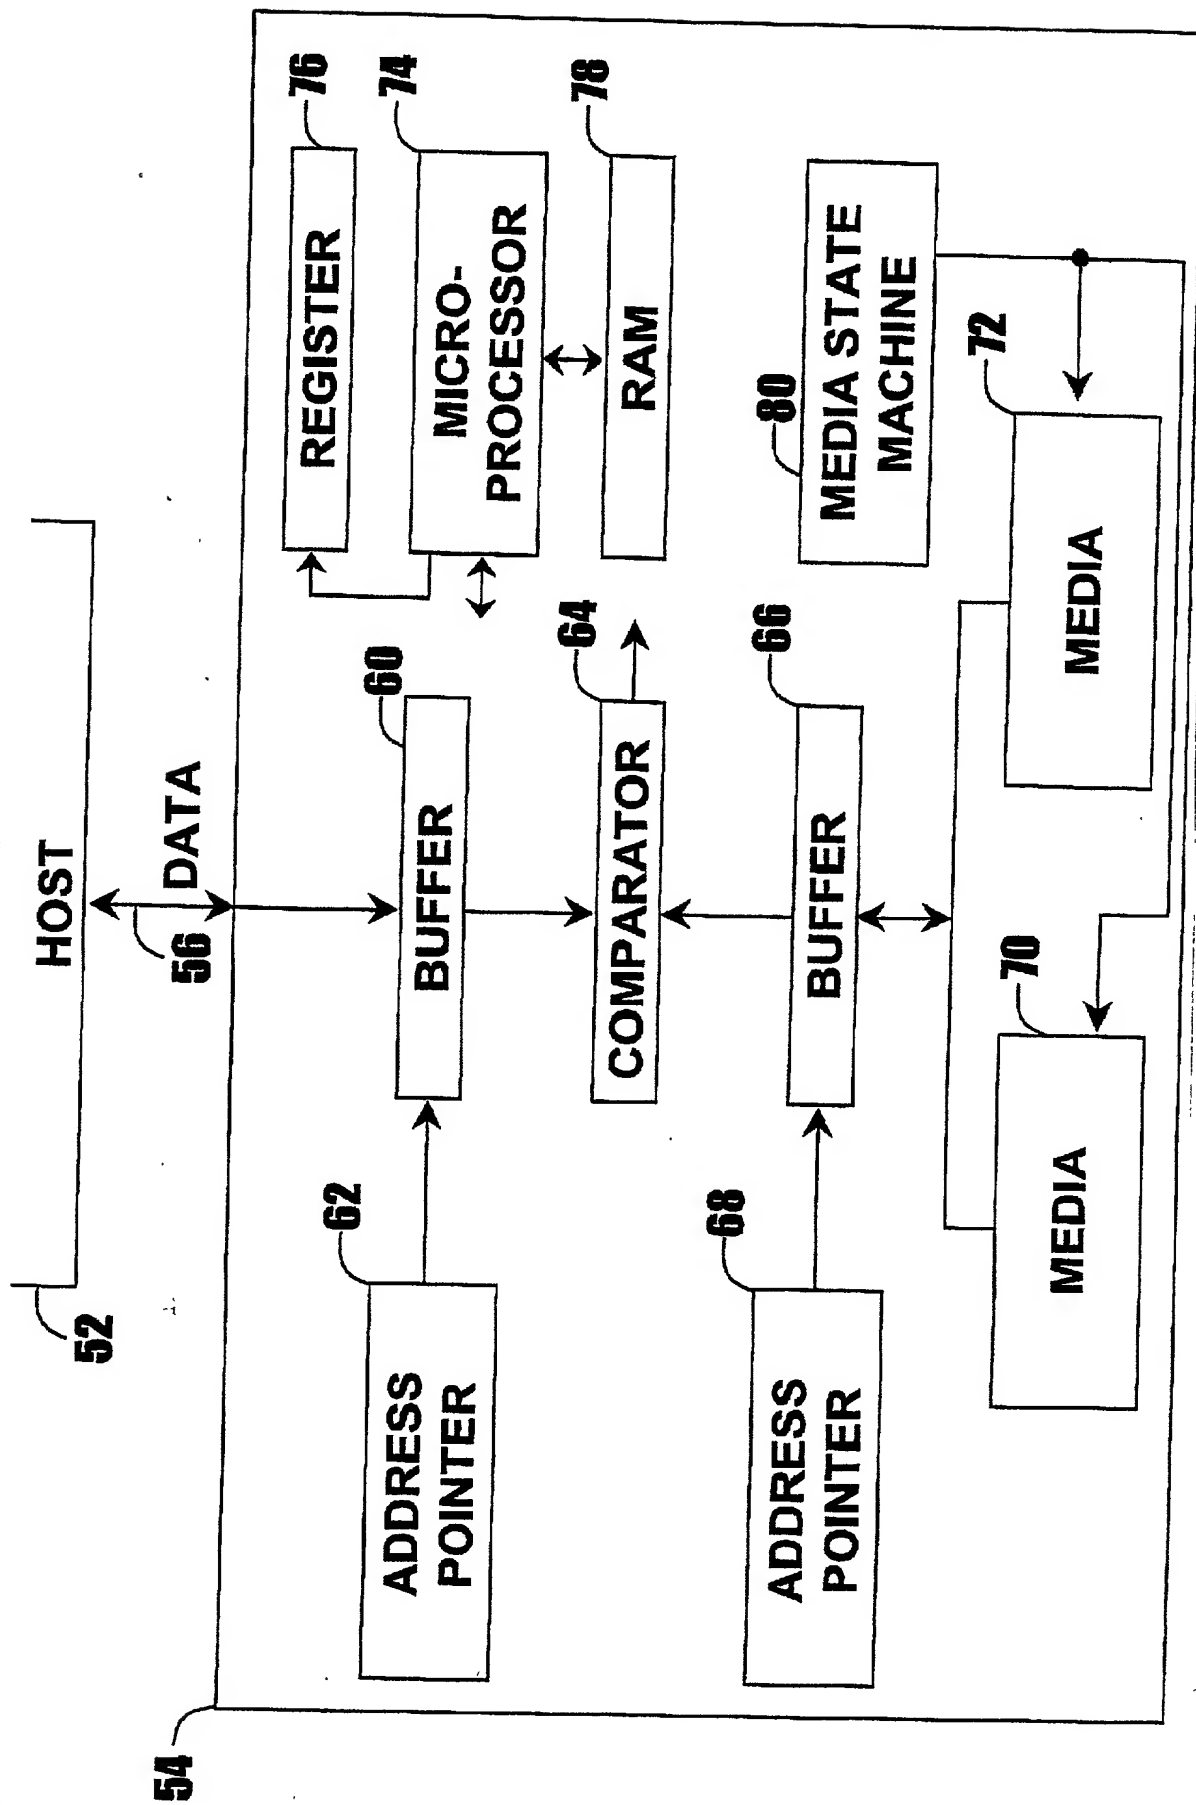 52
HOST
56
DATA
54
62
ADDRESS
POINTER
60
BUFFER
76
REGISTER
74
MICRO-
PROCESSOR
64
COMPARATOR
78
RAM
68
ADDRESS
POINTER
66
BUFFER
80
MEDIA STATE
MACHINE
70
MEDIA
72
MEDIA